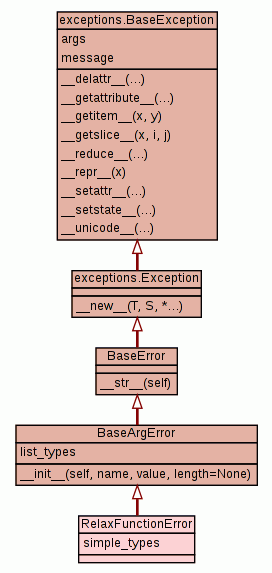 exceptions.BaseException
args
message
__delattr__(...)
__getattribute__(...)
__getitem__(x, y)
__getslice__(x, i, j)
__reduce__(...)
__repr__(x)
__setattr__(...)
__setstate__(...)
__unicode__(...)
exceptions.Exception
__new__(T, S, *...)
BaseError
__str__(self)
BaseArgError
list_types
__init__(self, name, value, length=None)
RelaxFunctionError
simple_types